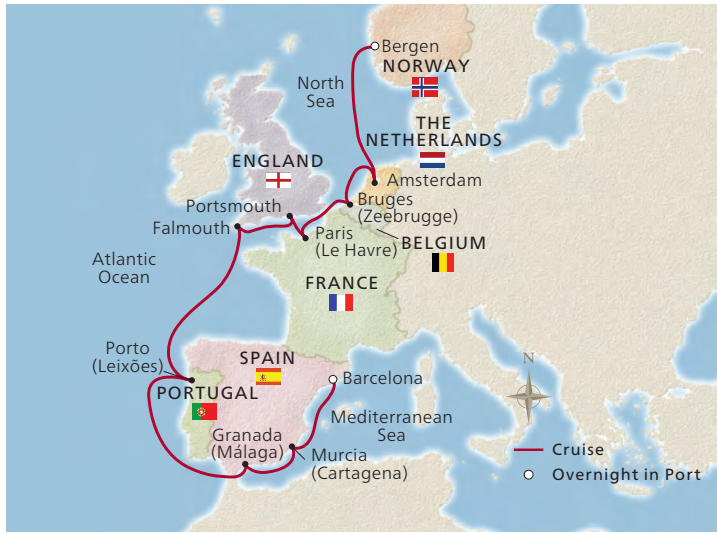 Bergen
NORWAY
North
Sea
THE
NETHERLANDS
ENGLAND
Amsterdam
Portsmouth
Bruges
(Zeebrugge)
Falmouth
Paris
(Le Havre)
BELGIUM
Atlantic
Ocean
FRANCE
Porto
(Leixões)
SPAIN
N
Barcelona
PORTUGAL
Mediterranean
Sea
Granada
(Málaga)
Murcia
(Cartagena)
Cruise
Overnight in Port